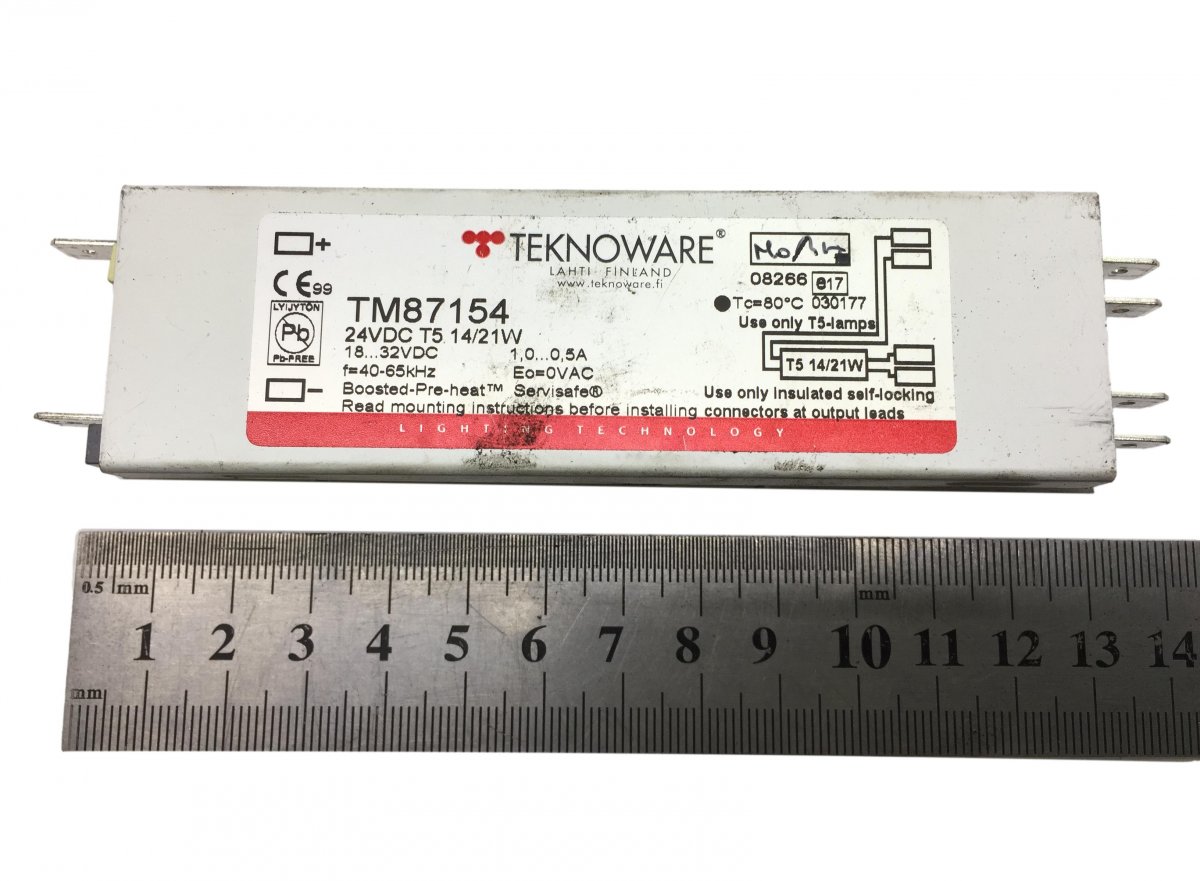 +
TEKNOWARE®
LAHTI · FINLAND
www.teknoware.fi
CE99
08266 e17
TM87154
Tc=80°C 030177
LYIJYTÖN
Pb
Pb-FREE
24VDC T5 14/21W
Use only T5-lamps
18...32VDC 1,0...0,5A
T5 14/21W
f=40-65kHz Eo=0VAC
−
Boosted-Pre-heat™ Servisafe®
Use only insulated self-locking
Read mounting instructions before installing connectors at output leads
LIGHTING TECHNOLOGY
0.5 mm mm
1 2 3 4 5 6 7 8 9 10 11 12 13 14
mm